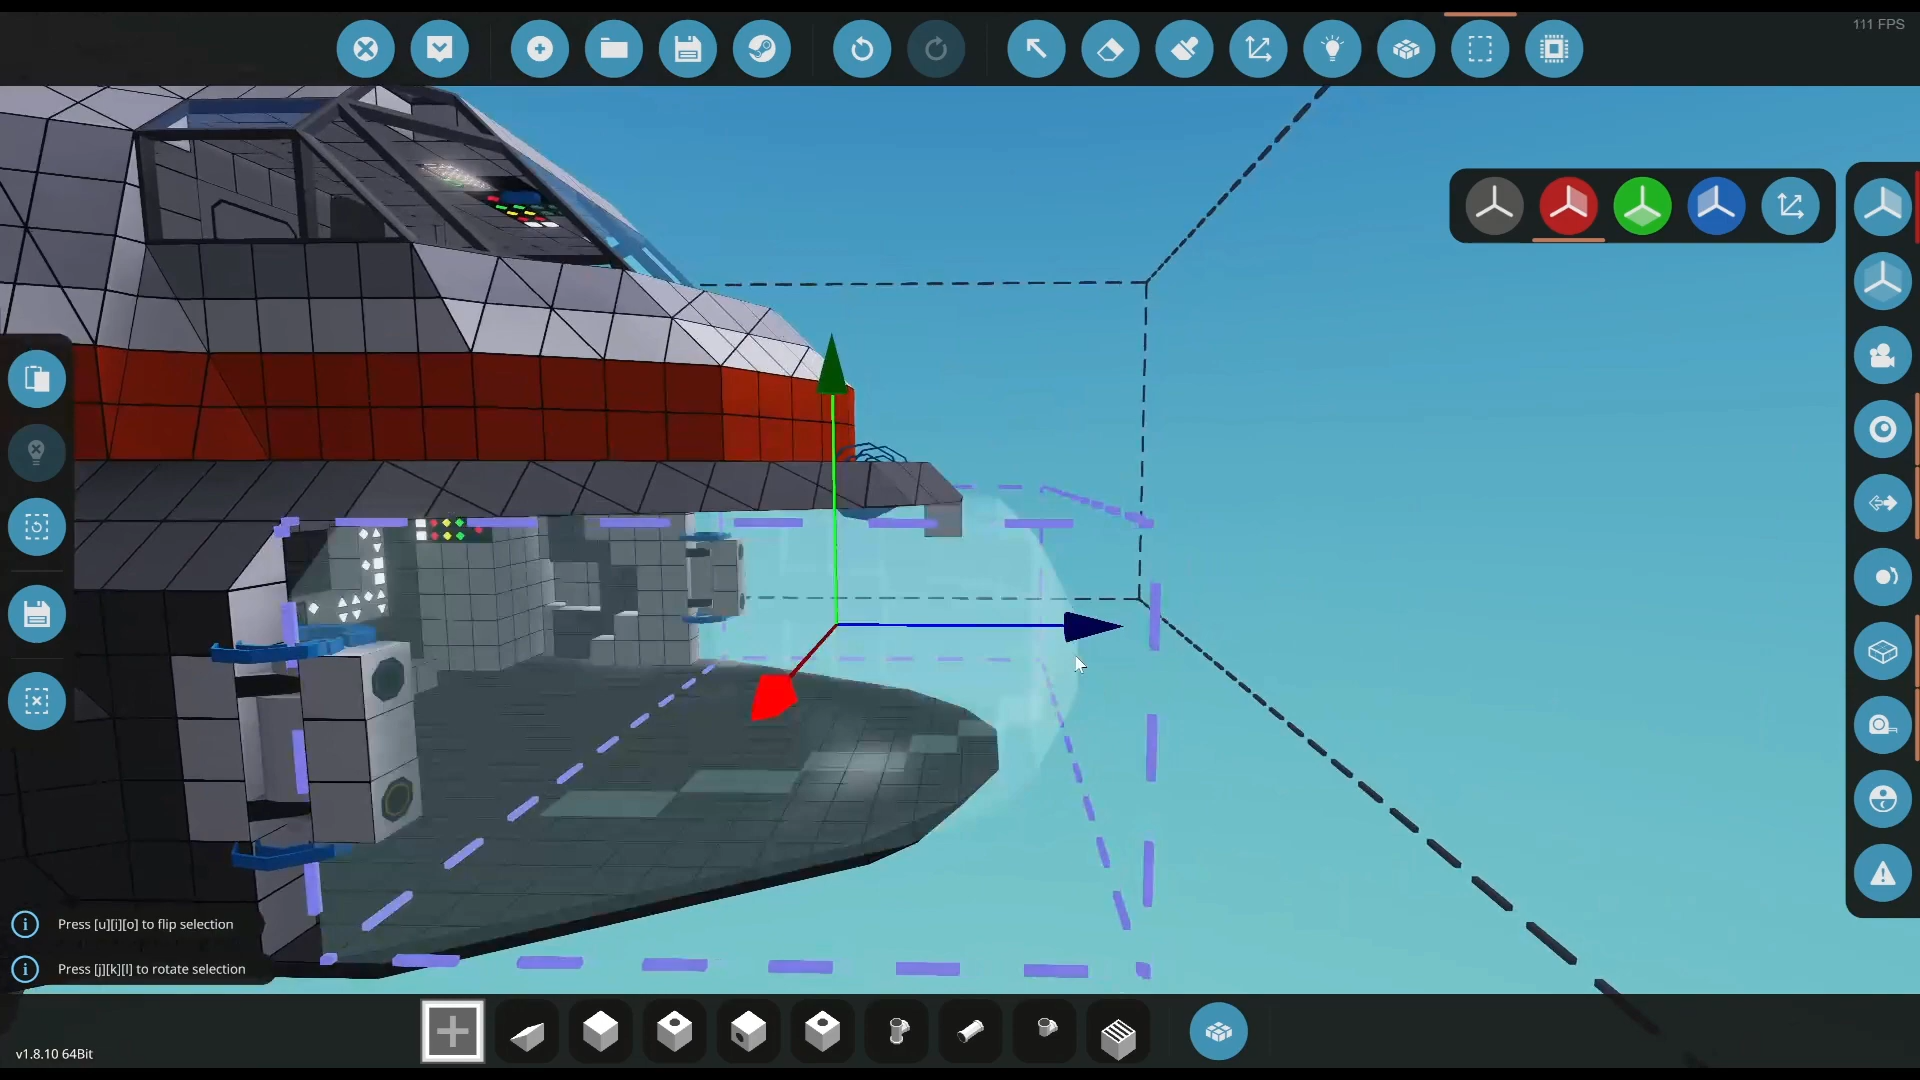 111 FPS
Press [u][i][o] to flip selection
Press [j][k][l] to rotate selection
v1.8.10 64Bit